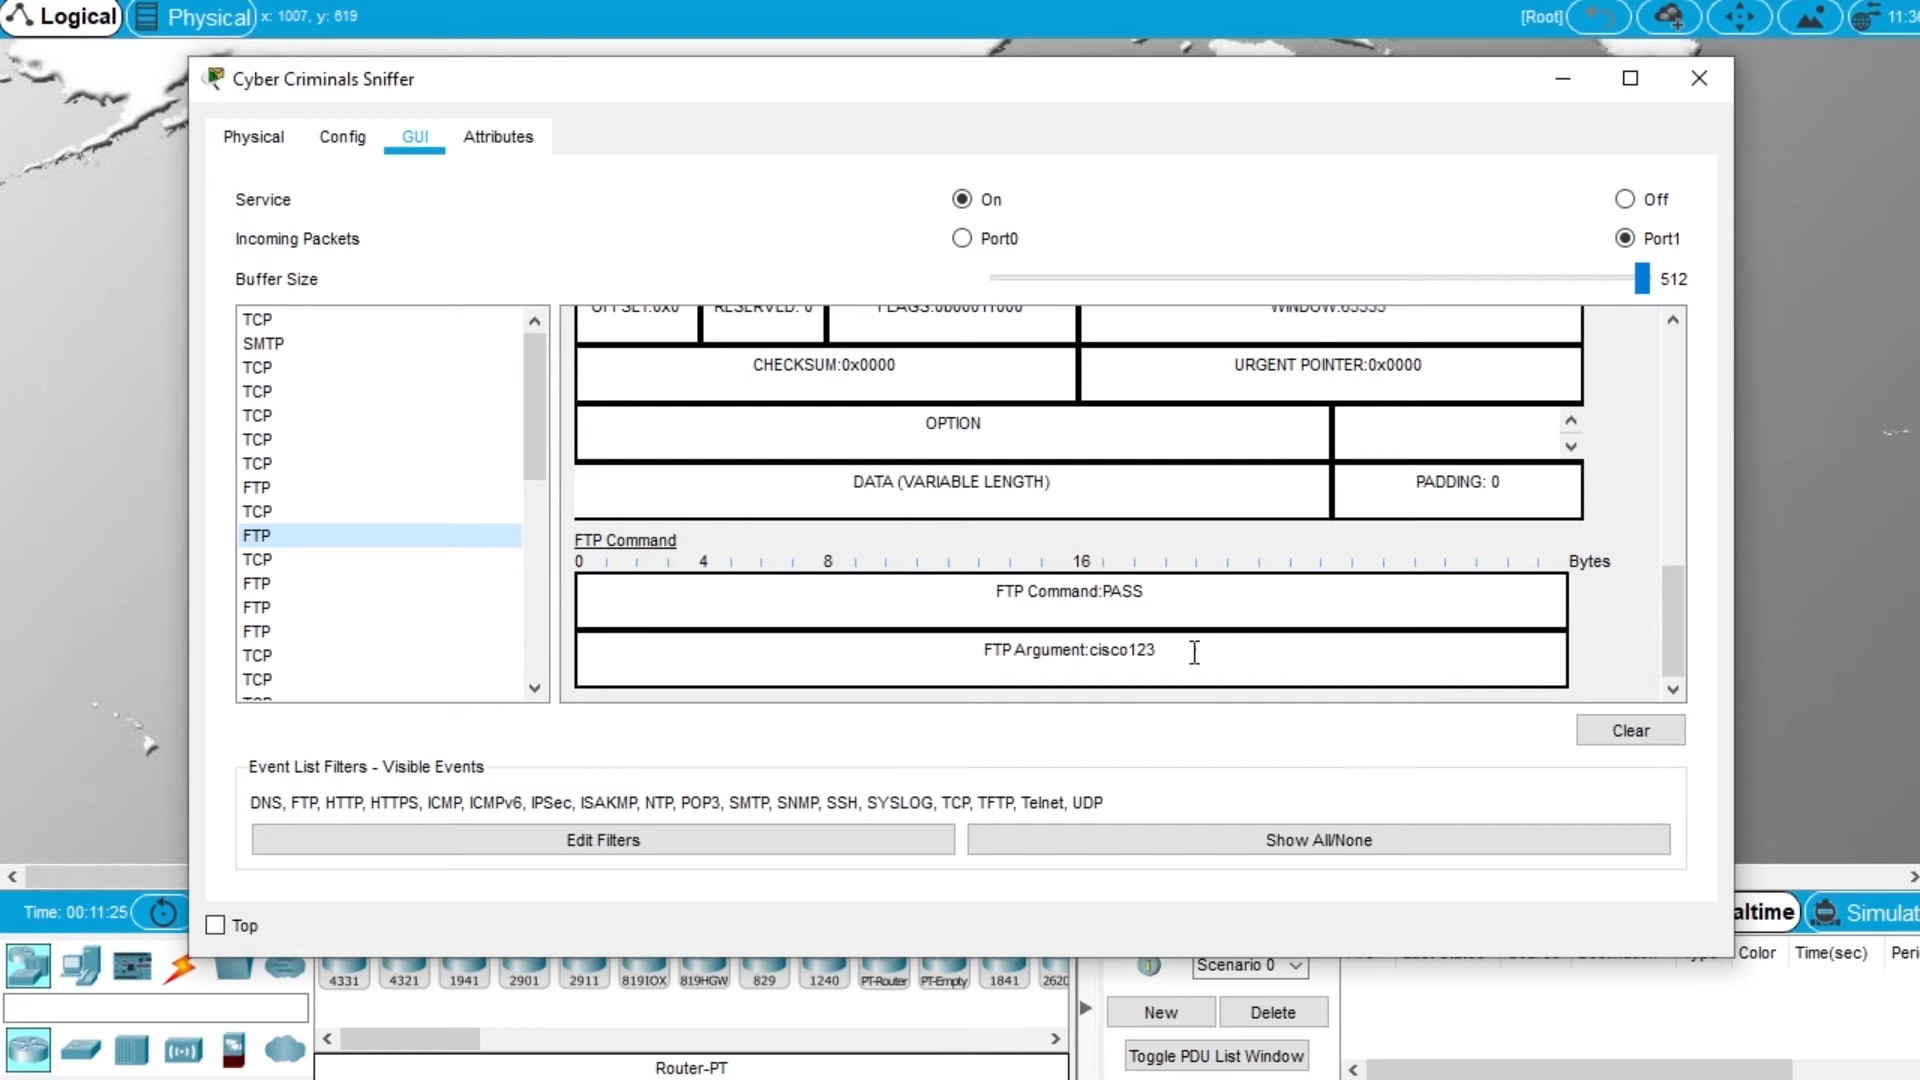 Logical Physical x: 1007, y: 619 [Root]
Cyber Criminals Sniffer
Physical Config GUI Attributes
Service On Off
Incoming Packets Port0 Port1
Buffer Size 512
TCP
SMTP
TCP
TCP
TCP
TCP
TCP
FTP
TCP
FTP
TCP
FTP
FTP
FTP
TCP
TCP
CHECKSUM:0x0000 URGENT POINTER:0x0000
OPTION
DATA (VARIABLE LENGTH) PADDING: 0
FTP Command
0 4 8 16 Bytes
FTP Command:PASS
FTP Argument:cisco123
Clear
Event List Filters - Visible Events
DNS, FTP, HTTP, HTTPS, ICMP, ICMPv6, IPSec, ISAKMP, NTP, POP3, SMTP, SNMP, SSH, SYSLOG, TCP, TFTP, Telnet, UDP
Edit Filters Show All/None
Time: 00:11:25 Top altime Simulat
Color Time(sec) Peri
4331 4321 1941 2901 2911 819IOX 819HGW 829 1240 PT-Router PT-Empty 1841 2620
Scenario 0
New Delete
Toggle PDU List Window
Router-PT